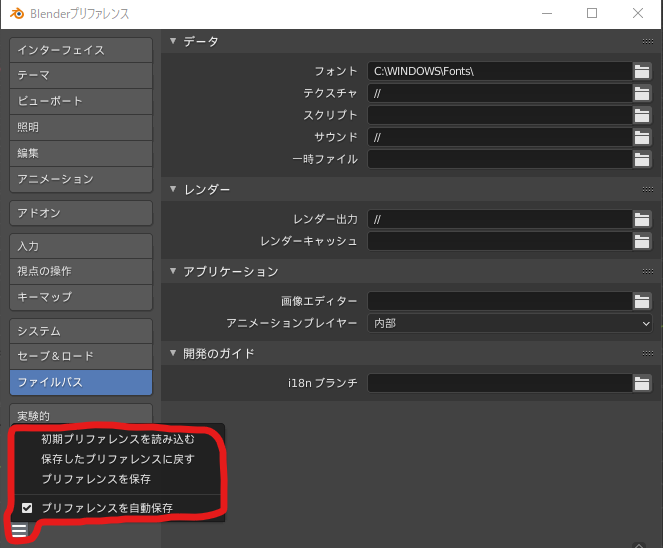 Blenderプリファレンス
インターフェイス
テーマ
ビューポート
照明
編集
アニメーション
アドオン
入力
視点の操作
キーマップ
システム
セーブ＆ロード
ファイルパス
実験的
初期プリファレンスを読み込む
保存したプリファレンスに戻す
プリファレンスを保存
プリファレンスを自動保存
データ
フォント C:\WINDOWS\Fonts\
テクスチャ //
スクリプト
サウンド //
一時ファイル
レンダー
レンダー出力 //
レンダーキャッシュ
アプリケーション
画像エディター
アニメーションプレイヤー 内部
開発のガイド
i18n ブランチ